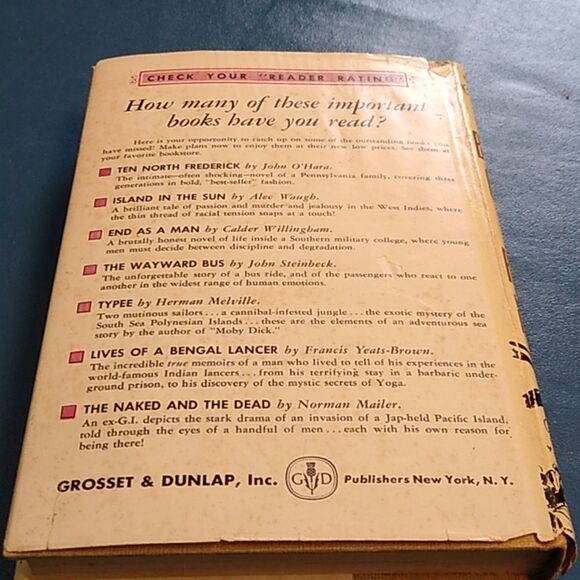 CHECK YOUR "READER RATING"
How many of these important
books have you read?
Here is your opportunity to catch up on some of the outstanding books you
have missed! Make plans now to enjoy them at their new low prices. See them at
your favorite bookstore.
TEN NORTH FREDERICK by John O'Hara.
The intimate—often shocking—novel of a Pennsylvania family, covering three
generations in bold, "best-seller" fashion.
ISLAND IN THE SUN by Alec Waugh.
A brilliant tale of passion and murder and jealousy in the West Indies, where
the thin thread of racial tension snaps at a touch!
END AS A MAN by Calder Willingham.
A brutally honest novel of life inside a Southern military college, where young
men must decide between discipline and degradation.
THE WAYWARD BUS by John Steinbeck.
The unforgettable story of a bus ride, and of the passengers who react to one
another in the widest range of human emotions.
TYPEE by Herman Melville.
Two mutinous sailors...a cannibal-infested jungle...the exotic mystery of the
South Sea Polynesian Islands...these are the elements of an adventurous sea
story by the author of "Moby Dick."
LIVES OF A BENGAL LANCER by Francis Yeats-Brown.
The incredible true memoirs of a man who lived to tell of his experiences in the
world-famous Indian lancers...from his terrifying stay in a barbaric under-
ground prison, to his discovery of the mystic secrets of Yoga.
THE NAKED AND THE DEAD by Norman Mailer.
An ex-G.I. depicts the stark drama of an invasion of a Jap-held Pacific Island,
told through the eyes of a handful of men...each with his own reason for
being there!
GROSSET & DUNLAP, Inc. G D Publishers New York, N. Y.